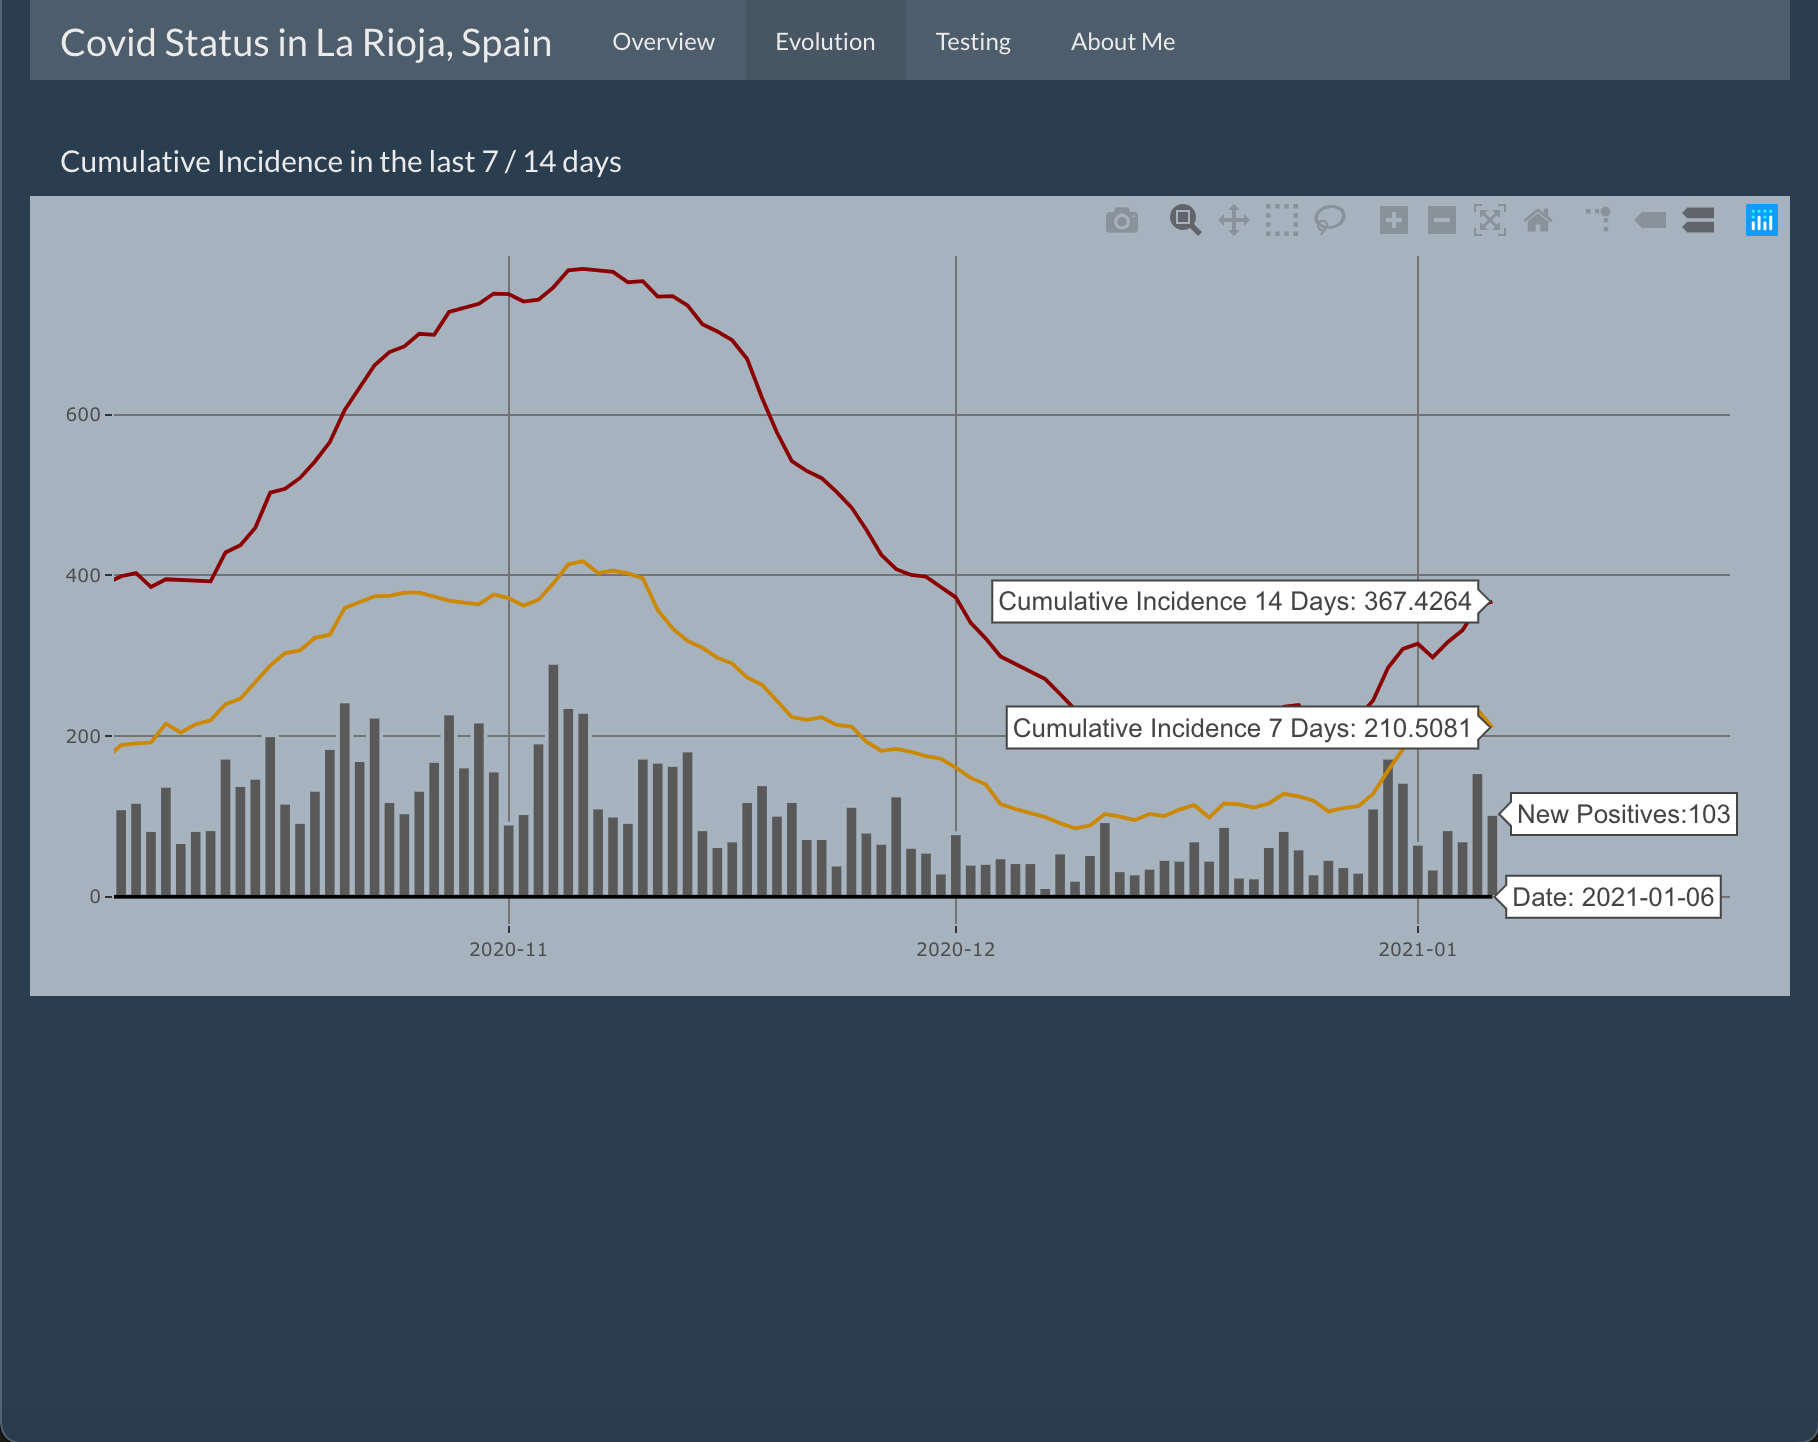 Covid Status in La Rioja, Spain Overview Evolution Testing About Me
Cumulative Incidence in the last 7 / 14 days
600
400
Cumulative Incidence 14 Days: 367.4264
200
Cumulative Incidence 7 Days: 210.5081
New Positives:103
0
Date: 2021-01-06
2020-11 2020-12 2021-01